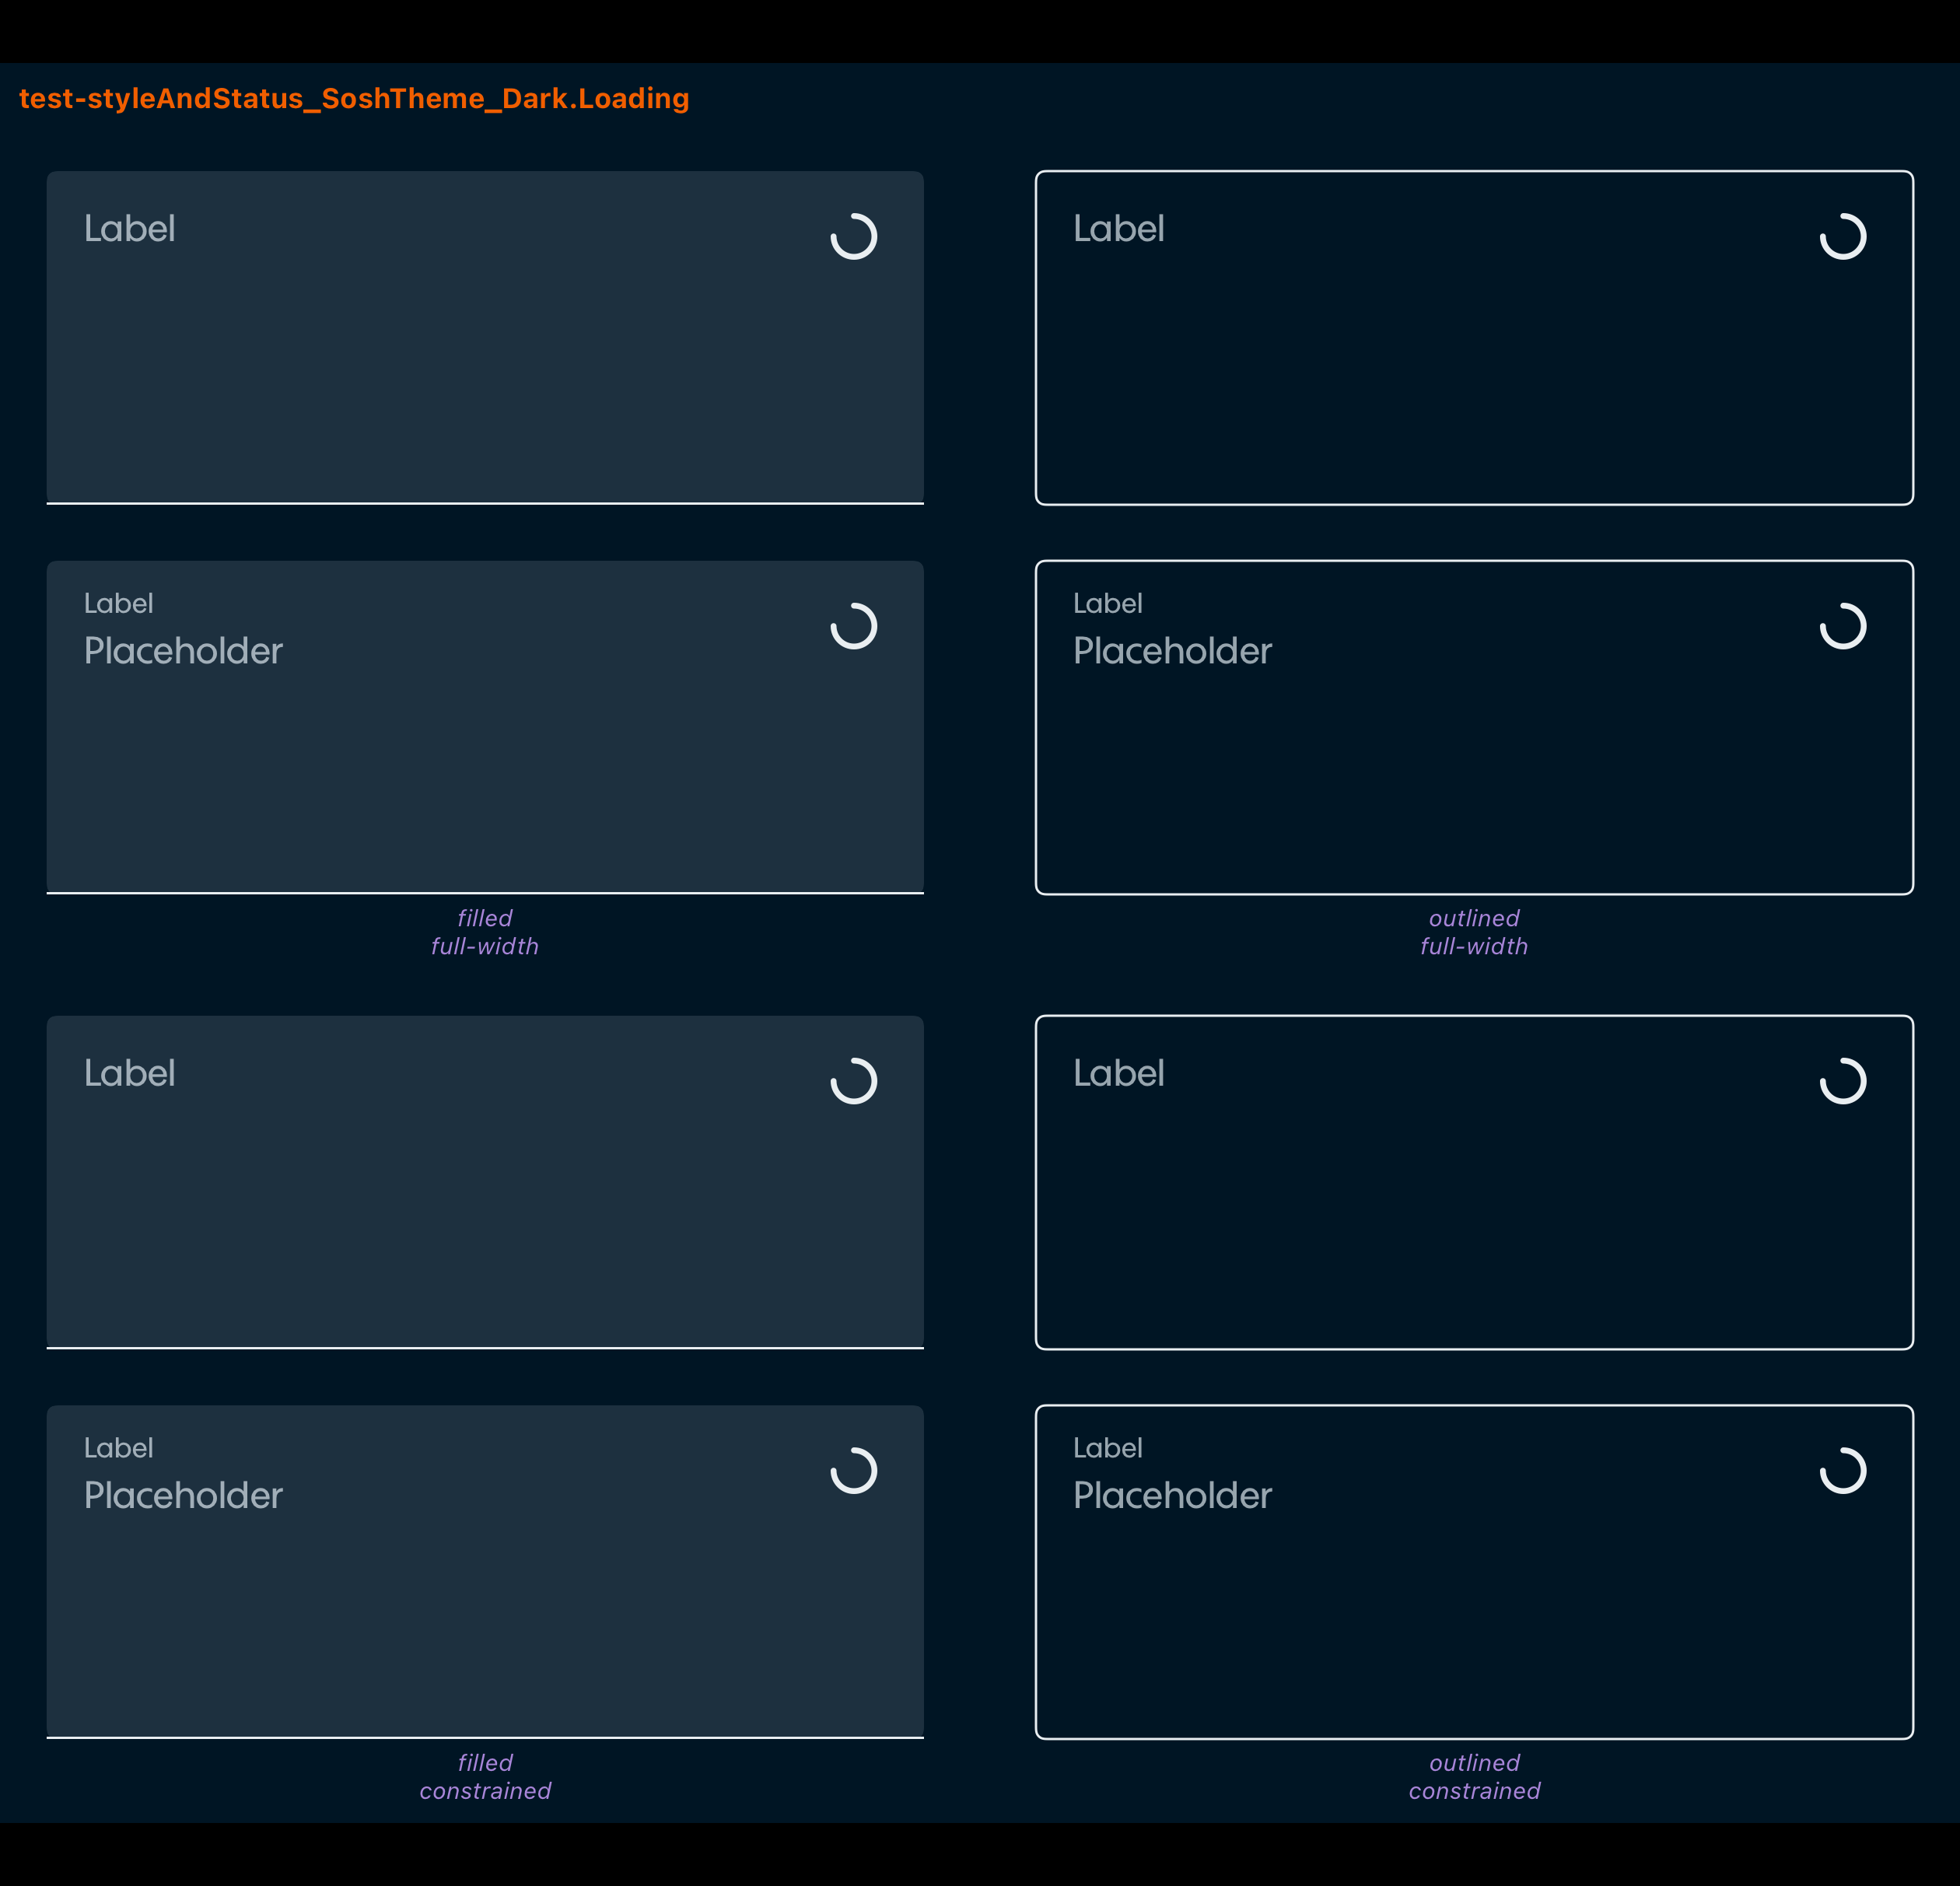 test-styleAndStatus_SoshTheme_Dark.Loading
Label
Label
Label
Placeholder
Label
Placeholder
filled
full-width
outlined
full-width
Label
Label
Label
Placeholder
Label
Placeholder
filled
constrained
outlined
constrained